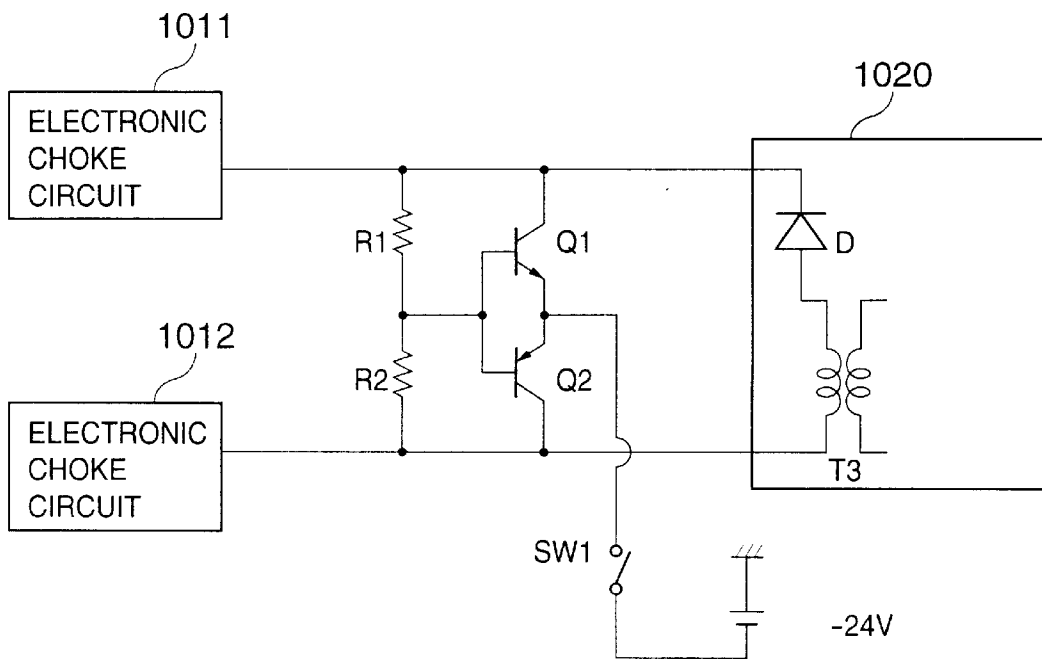 1011
ELECTRONIC
CHOKE
CIRCUIT
1020
R1
Q1
D
1012
R2
Q2
ELECTRONIC
CHOKE
CIRCUIT
T3
SW1
-24V